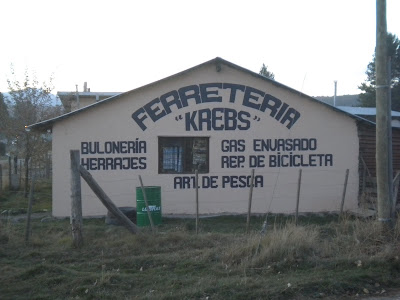 FERRETERIA
"KREBS"
BULONERÍA
HERRAJES
GAS ENVASADO
REP. DE BICICLETA
ART. DE PESCA